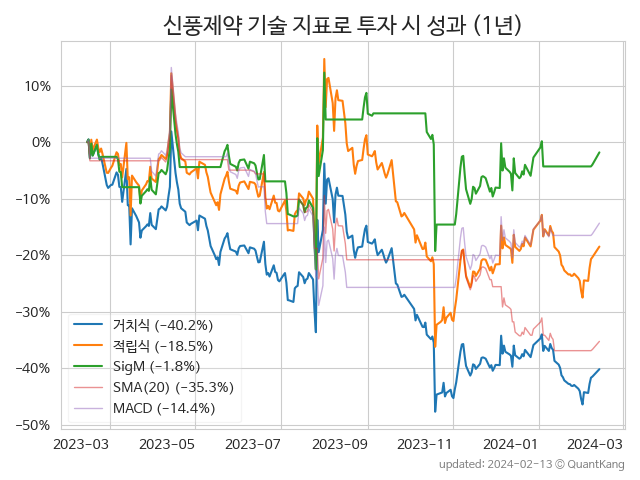 신풍제약 기술 지표로 투자 시 성과 (1년)
10%
0%
−10%
−20%
−30%
−40%
−50%
거치식 (−40.2%)
적립식 (−18.5%)
SigM (−1.8%)
SMA(20) (−35.3%)
MACD (−14.4%)
2023−03 2023−05 2023−07 2023−09 2023−11 2024−01 2024−03
updated: 2024−02−13 © QuantKang